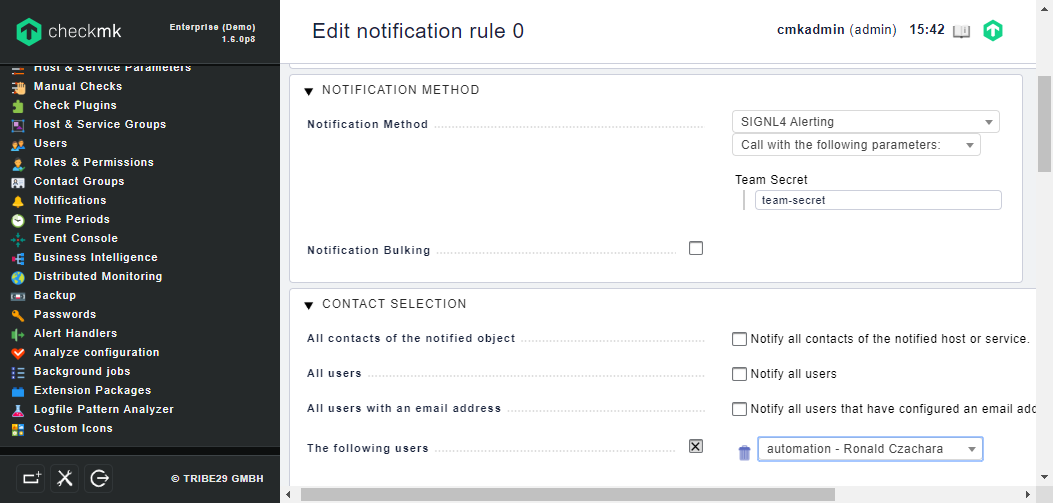 checkmk
Enterprise (Demo)
1.6.0p8
Host & Service Parameters
Manual Checks
Check Plugins
Host & Service Groups
Users
Roles & Permissions
Contact Groups
Notifications
Time Periods
Event Console
Business Intelligence
Distributed Monitoring
Backup
Passwords
Alert Handlers
Analyze configuration
Background jobs
Extension Packages
Logfile Pattern Analyzer
Custom Icons
© TRIBE29 GMBH
Edit notification rule 0
cmkadmin (admin) 15:42
NOTIFICATION METHOD
Notification Method
SIGNL4 Alerting
Call with the following parameters:
Team Secret
team-secret
Notification Bulking
CONTACT SELECTION
All contacts of the notified object
Notify all contacts of the notified host or service.
All users
Notify all users
All users with an email address
Notify all users that have configured an email add
The following users
automation - Ronald Czachara